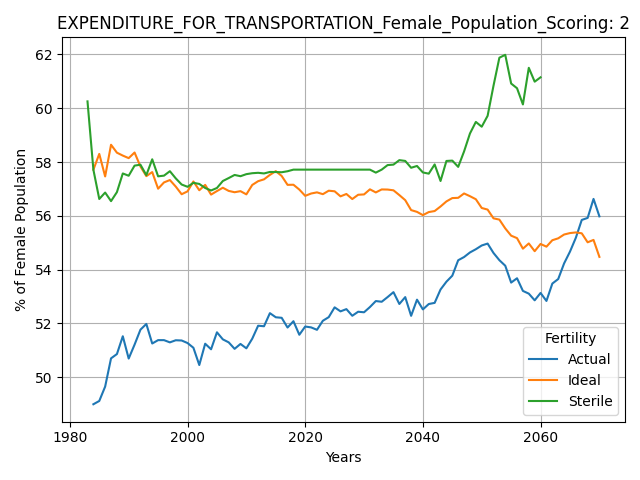 EXPENDITURE_FOR_TRANSPORTATION_Female_Population_Scoring: 2
% of Female Population
62
60
58
56
54
52
50
1980 2000 2020 2040 2060
Years
Fertility
Actual
Ideal
Sterile